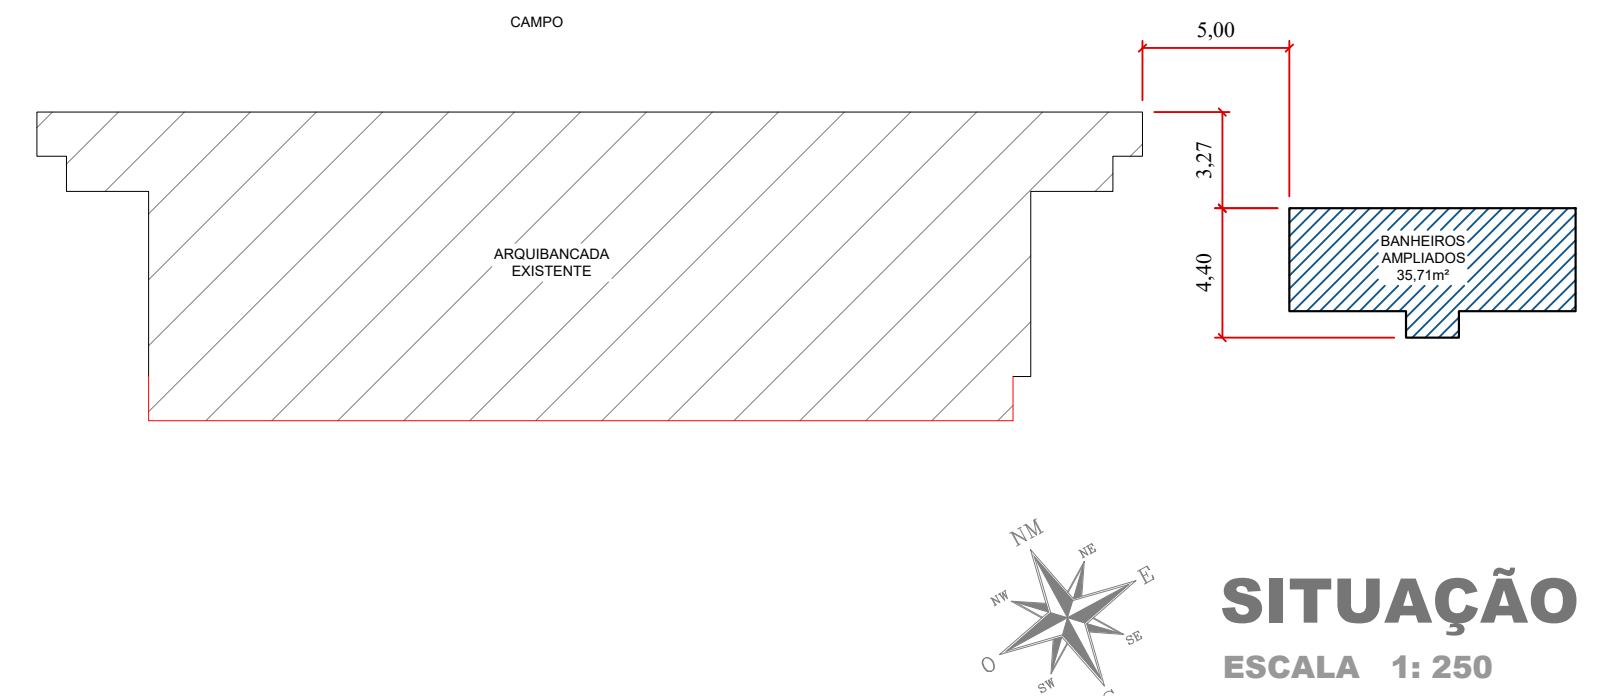 CAMPO
5,00
3,27
4,40
ARQUIBANCADA
EXISTENTE
BANHEIROS
AMPLIADOS
35,71m²
NM
NE
E
NW
SE
O
SW
SITUAÇÃO
ESCALA 1: 250